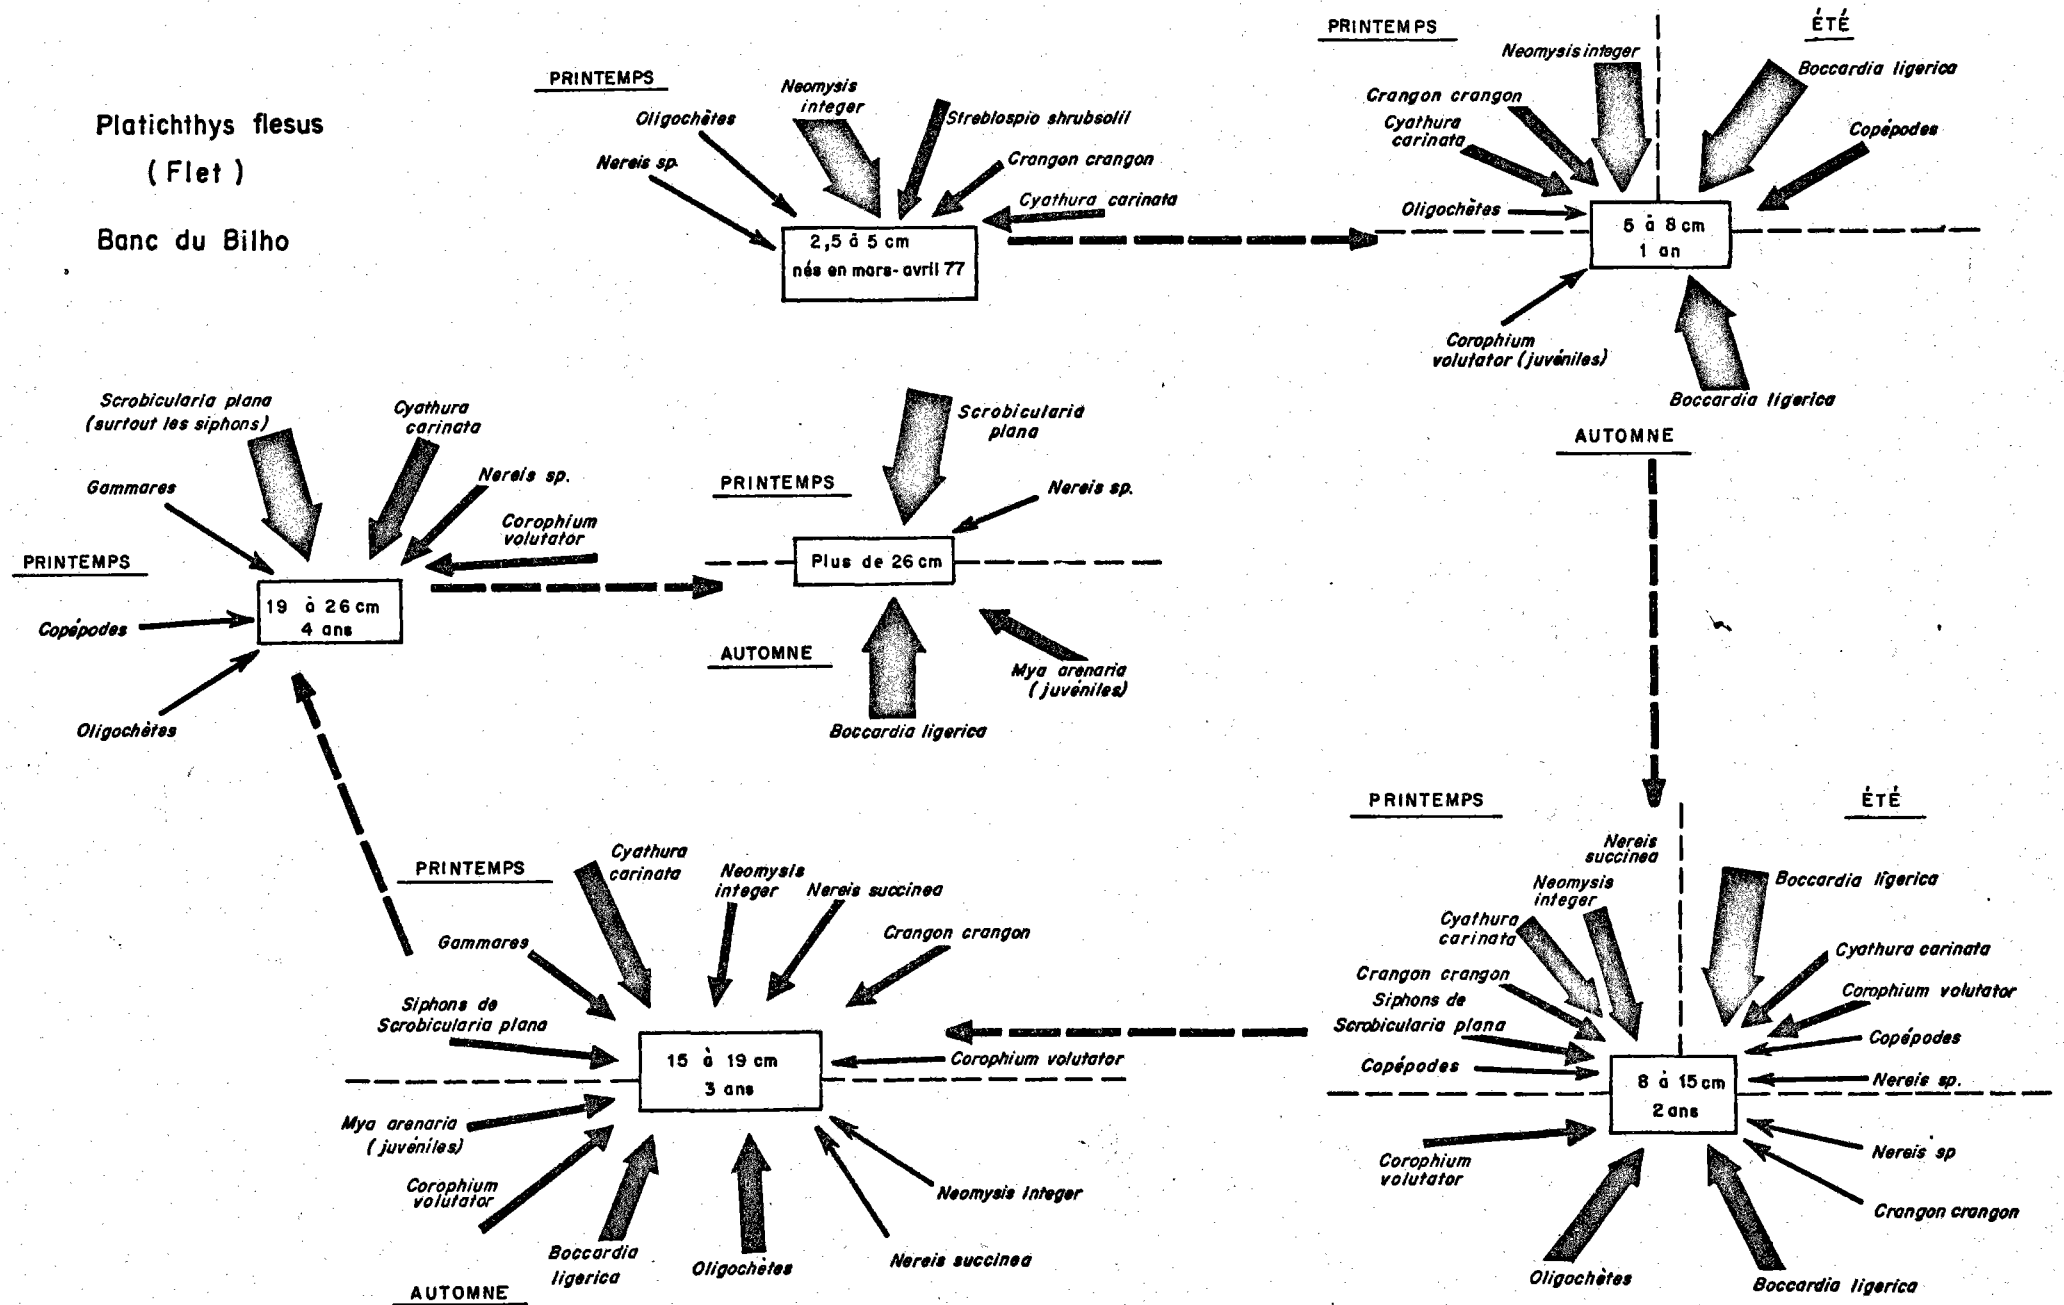 Platichthys flesus
( Flet )
Banc du Bilho
PRINTEMPS
Nereis sp.
Oligochètes
Neomysis
integer
Streblospio shrubsolii
Crangon crangon
Cyathura carinata
2,5 à 5 cm
nés en mars-avril 77
PRINTEMPS
ÉTÉ
Neomysis integer
Crangon crangon
Cyathura
carinata
Oligochètes
Boccardia ligerica
Copépodes
5 à 8 cm
1 an
Corophium
volutator (juvéniles)
Boccardia ligerica
AUTOMNE
Scrobicularia plana
(surtout les siphons)
Cyathura
carinata
Gammares
Nereis sp.
Corophium
volutator
PRINTEMPS
19 à 26 cm
4 ans
Copépodes
Oligochètes
Scrobicularia
plana
PRINTEMPS
Nereis sp.
Plus de 26 cm
AUTOMNE
Mya arenaria
(juvéniles)
Boccardia ligerica
PRINTEMPS
ÉTÉ
Nereis
succinea
Neomysis
integer
Cyathura
carinata
Crangon crangon
Siphons de
Scrobicularia plana
Copépodes
Boccardia ligerica
Cyathura carinata
Corophium volutator
Copépodes
Nereis sp.
8 à 15 cm
2 ans
Corophium
volutator
Nereis sp
Crangon crangon
Oligochètes
Boccardia ligerica
PRINTEMPS
Cyathura
carinata
Neomysis
integer
Nereis succinea
Crangon crangon
Gammares
Siphons de
Scrobicularia plana
15 à 19 cm
3 ans
Corophium volutator
Mya arenaria
(juvéniles)
Corophium
volutator
Boccardia
ligerica
Oligochètes
Neomysis integer
Nereis succinea
AUTOMNE